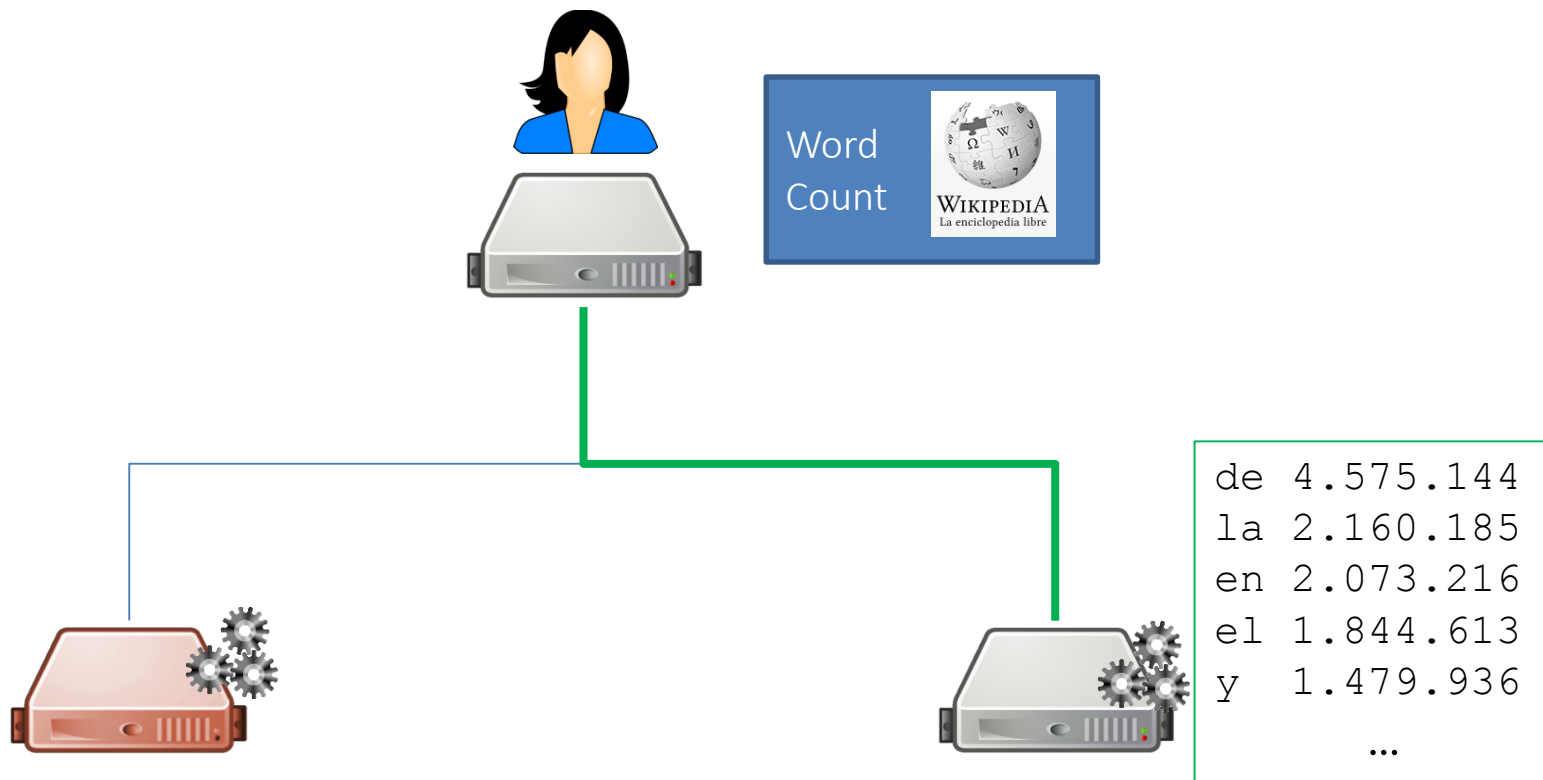 Word
Count
WIKIPEDIA
La enciclopedia libre
de 4.575.144
la 2.160.185
en 2.073.216
el 1.844.613
y 1.479.936
…